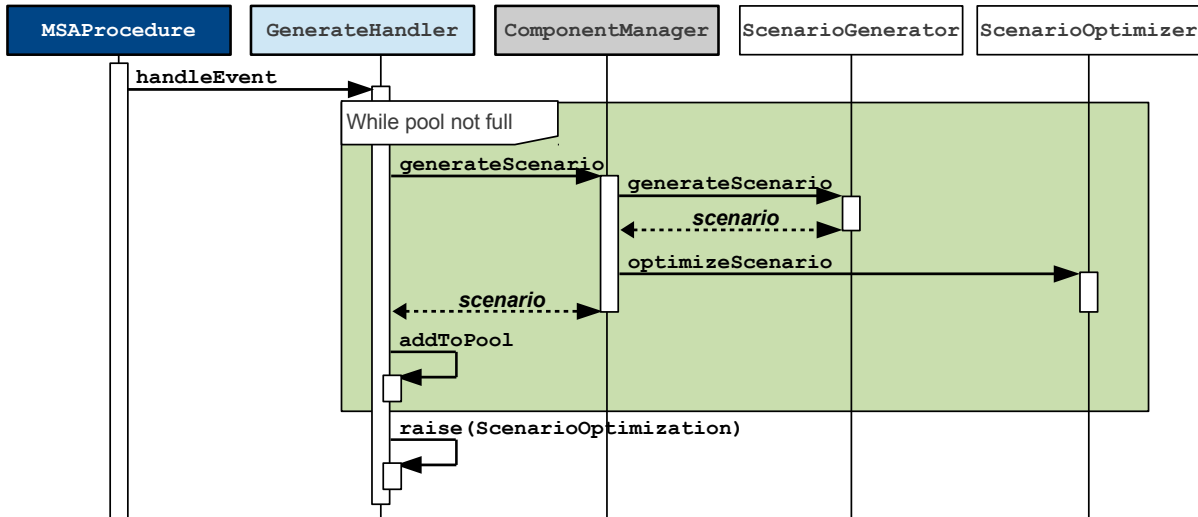 MSAProcedure
GenerateHandler
ComponentManager
ScenarioGenerator
ScenarioOptimizer
handleEvent
While pool not full
generateScenario
generateScenario
scenario
optimizeScenario
scenario
addToPool
raise(ScenarioOptimization)